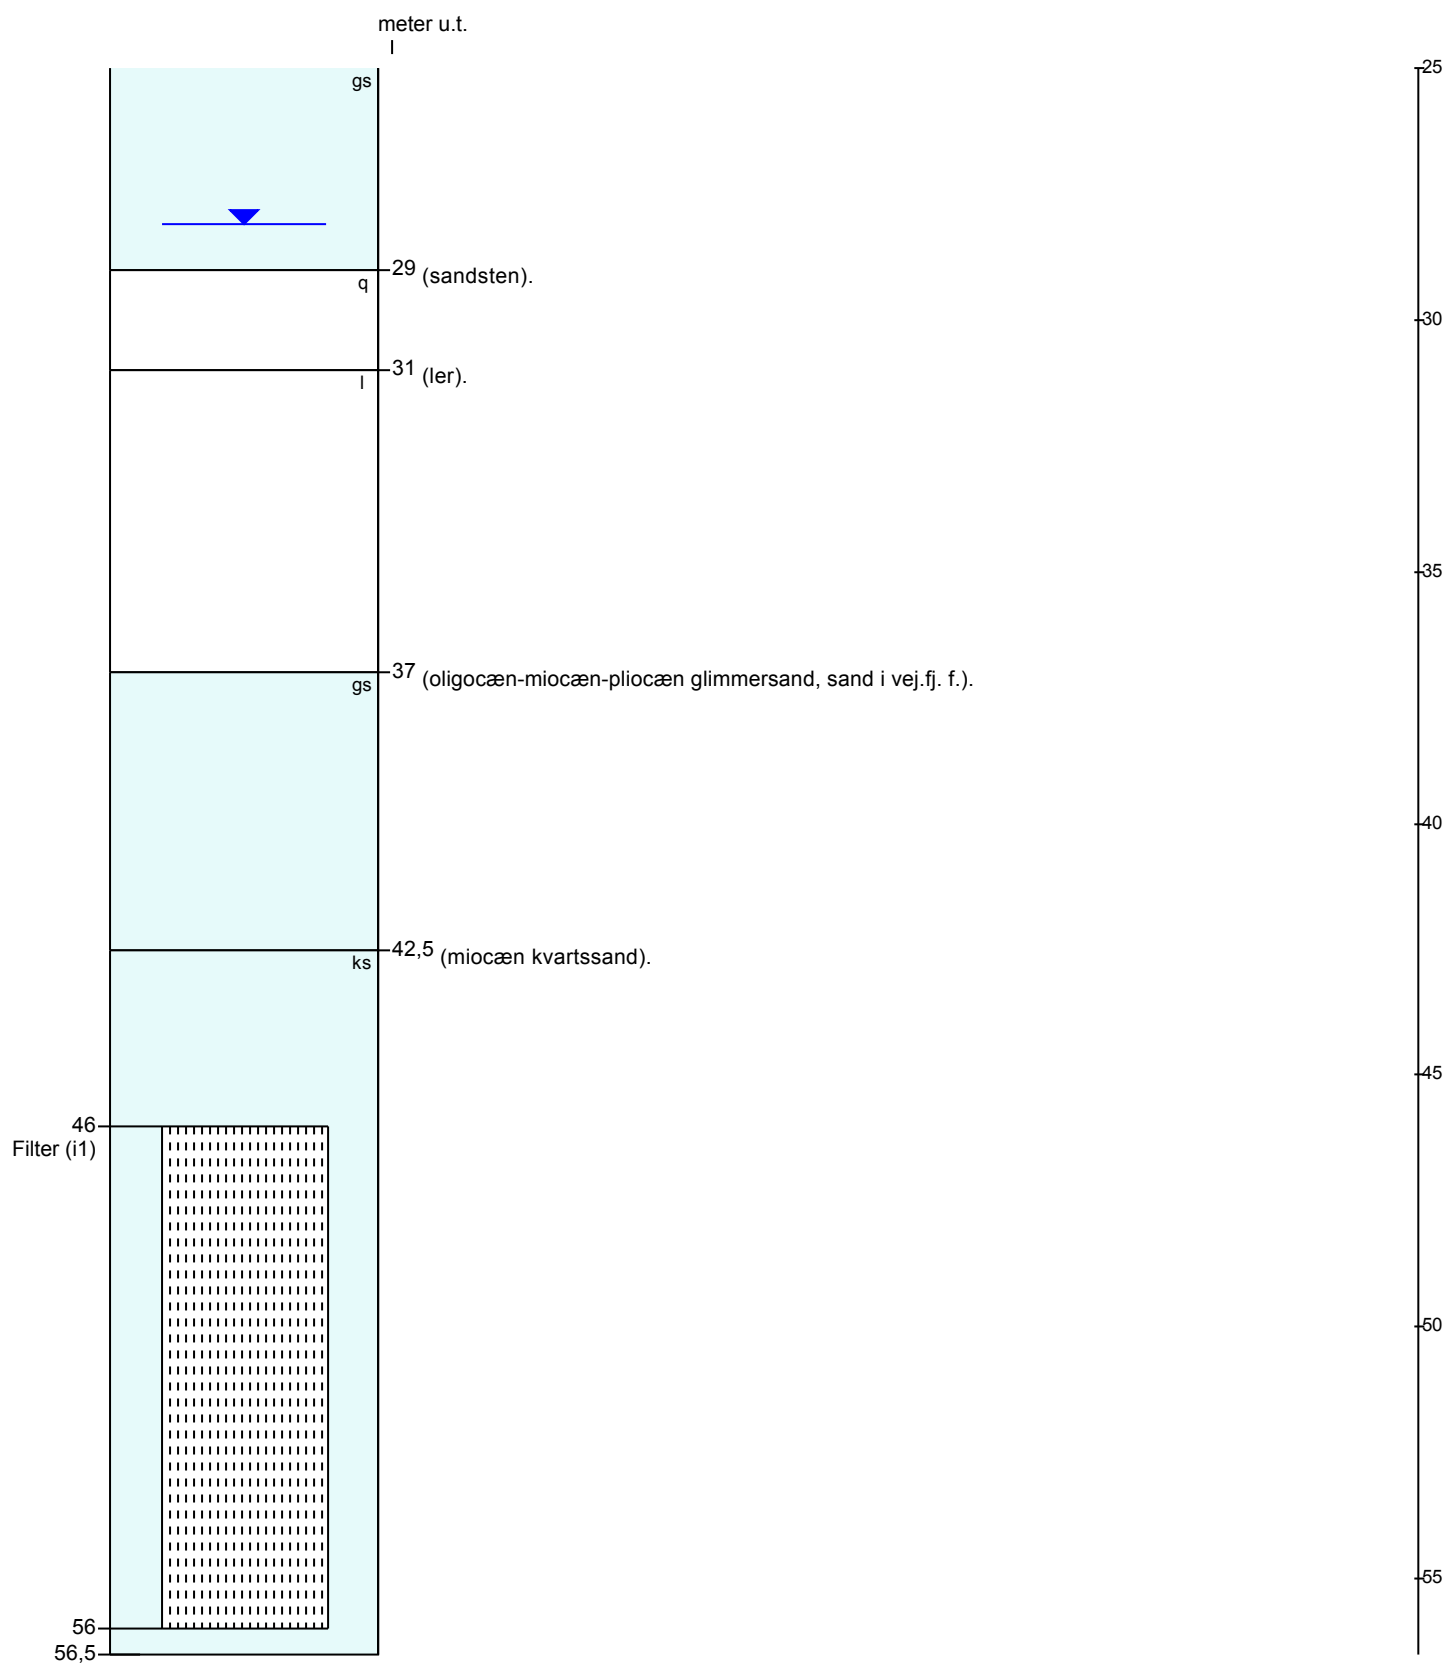 meter u.t.
25
gs
29 (sandsten).
q
30
31 (ler).
l
35
37 (oligocæn-miocæn-pliocæn glimmersand, sand i vej.fj. f.).
gs
40
42,5 (miocæn kvartssand).
ks
45
46
Filter (i1)
50
55
56
56,5